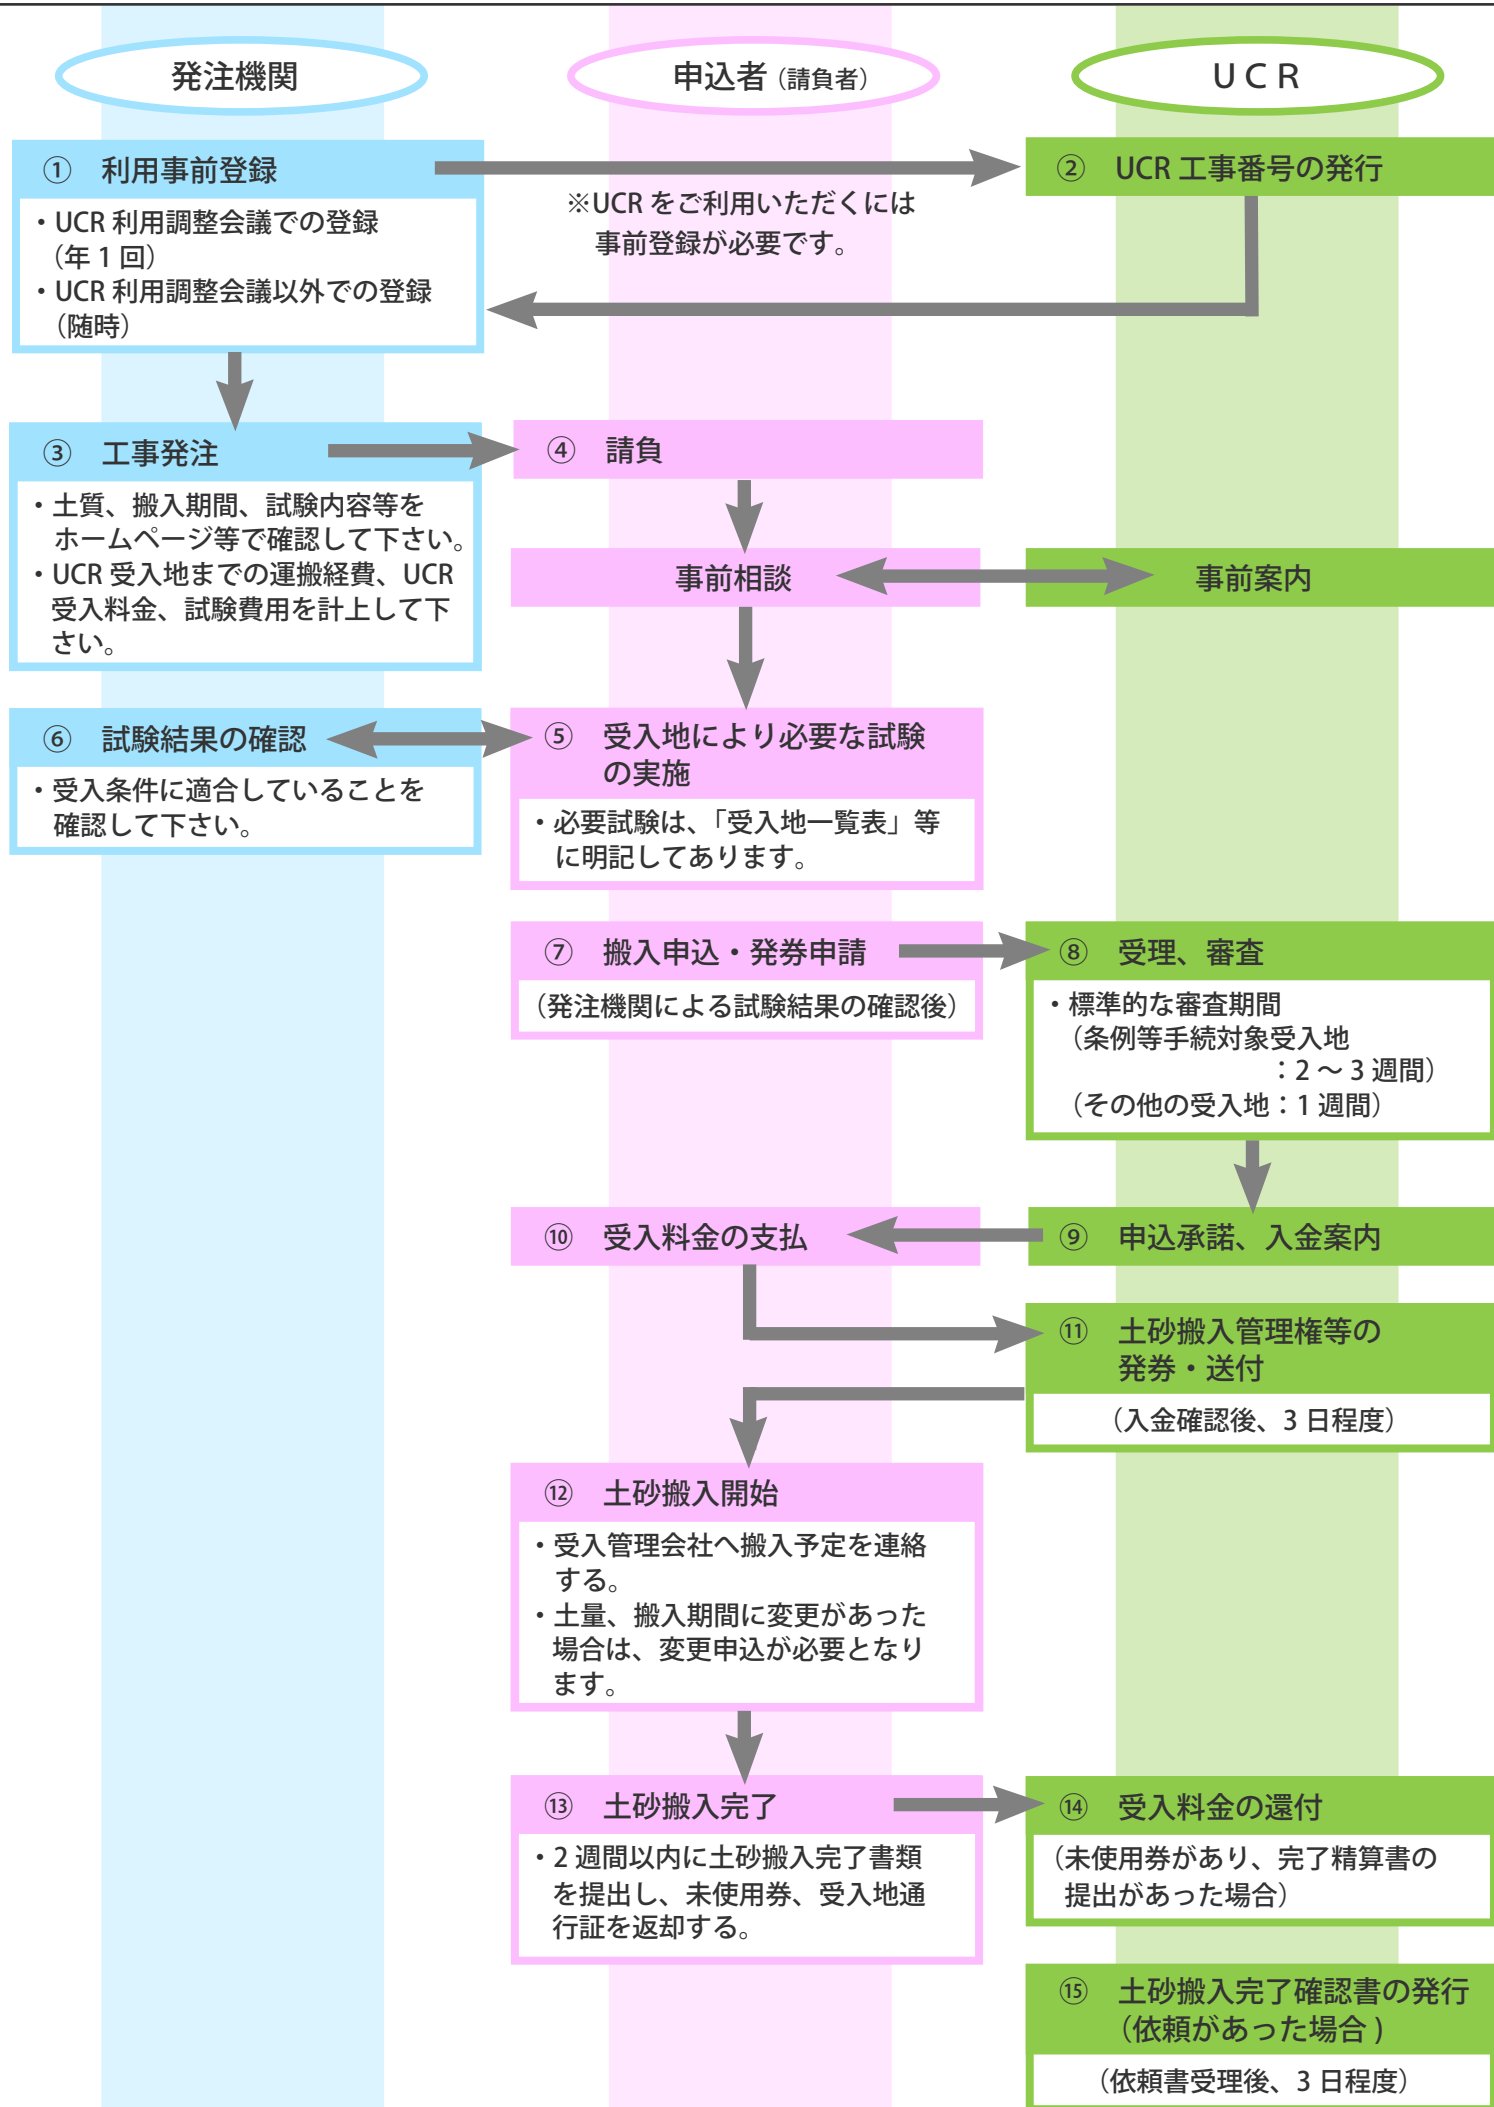 発注機関
申込者（請負者）
UCR
① 利用事前登録
・UCR 利用調整会議での登録
（年 1 回）
・UCR 利用調整会議以外での登録
（随時）
② UCR 工事番号の発行
※UCR をご利用いただくには
事前登録が必要です。
③ 工事発注
・土質、搬入期間、試験内容等を
ホームページ等で確認して下さい。
・UCR 受入地までの運搬経費、UCR
受入料金、試験費用を計上して下
さい。
④ 請負
事前相談
事前案内
⑥ 試験結果の確認
・受入条件に適合していることを
確認して下さい。
⑤ 受入地により必要な試験
の実施
・必要試験は、「受入地一覧表」等
に明記してあります。
⑦ 搬入申込・発券申請
（発注機関による試験結果の確認後）
⑧ 受理、審査
・標準的な審査期間
（条例等手続対象受入地
：2 〜 3 週間）
（その他の受入地：1 週間）
⑩ 受入料金の支払
⑨ 申込承諾、入金案内
⑪ 土砂搬入管理権等の
発券・送付
（入金確認後、3 日程度）
⑫ 土砂搬入開始
・受入管理会社へ搬入予定を連絡
する。
・土量、搬入期間に変更があった
場合は、変更申込が必要となり
ます。
⑬ 土砂搬入完了
・2 週間以内に土砂搬入完了書類
を提出し、未使用券、受入地通
行証を返却する。
⑭ 受入料金の還付
（未使用券があり、完了精算書の
提出があった場合）
⑮ 土砂搬入完了確認書の発行
（依頼があった場合 )
（依頼書受理後、3 日程度）